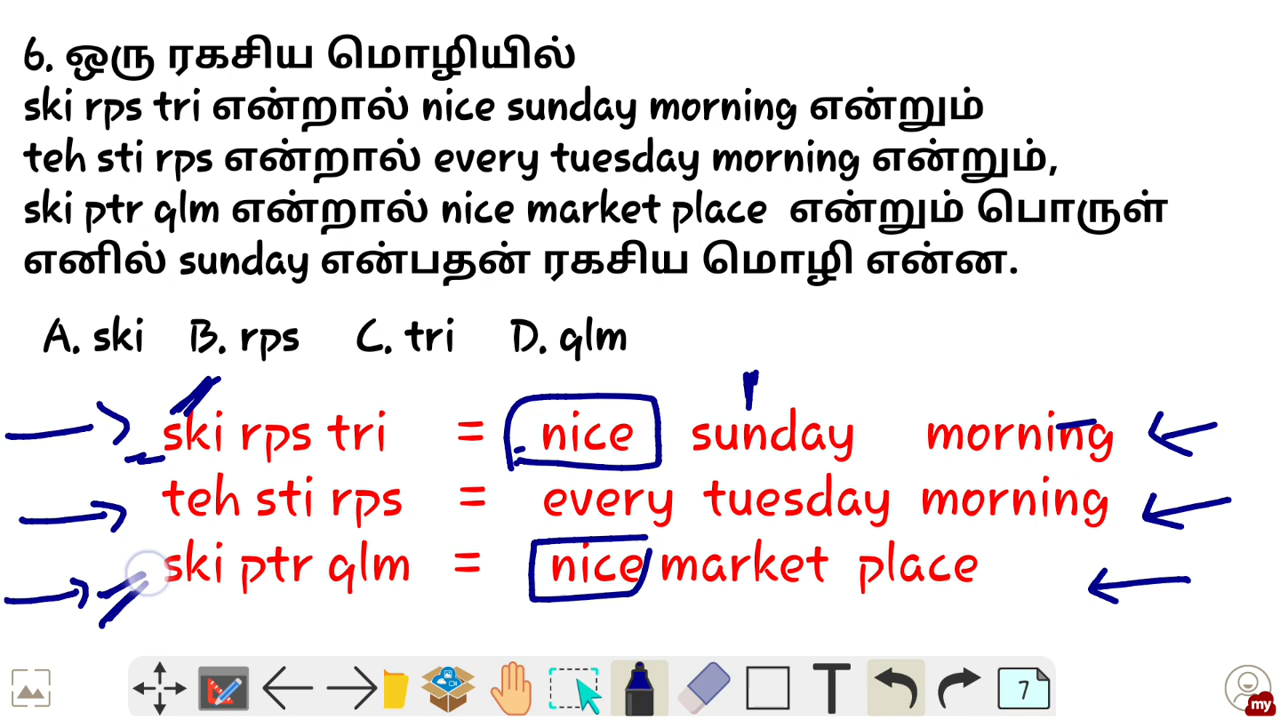 6. ஒரு ரகசிய மொழியில்
ski rps tri என்றால் nice sunday morning என்றும்
teh sti rps என்றால் every tuesday morning என்றும்,
ski ptr qlm என்றால் nice market place என்றும் பொருள்
எனில் sunday என்பதன் ரகசிய மொழி என்ன.
A. ski B. rps C. tri D. qlm
ski rps tri = nice sunday morning
teh sti rps = every tuesday morning
ski ptr qlm = nice market place
T 7 my